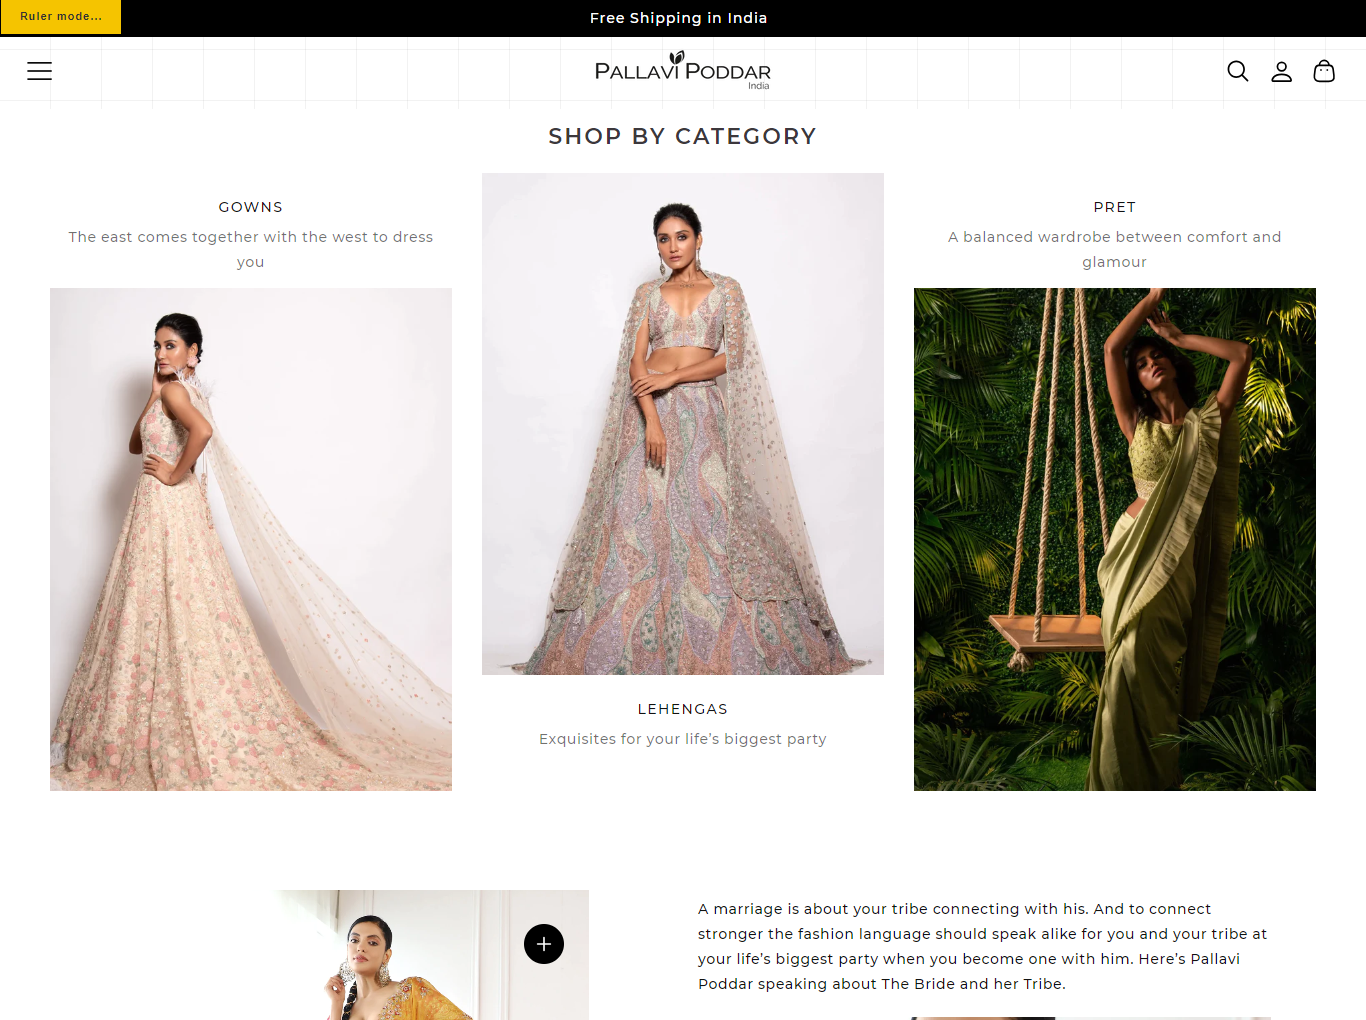 Ruler mode...
Free Shipping in India
PALLAVI PODDAR
India
SHOP BY CATEGORY
GOWNS
The east comes together with the west to dress
you
LEHENGAS
Exquisites for your life’s biggest party
PRET
A balanced wardrobe between comfort and
glamour
A marriage is about your tribe connecting with his. And to connect
stronger the fashion language should speak alike for you and your tribe at
your life’s biggest party when you become one with him. Here’s Pallavi
Poddar speaking about The Bride and her Tribe.